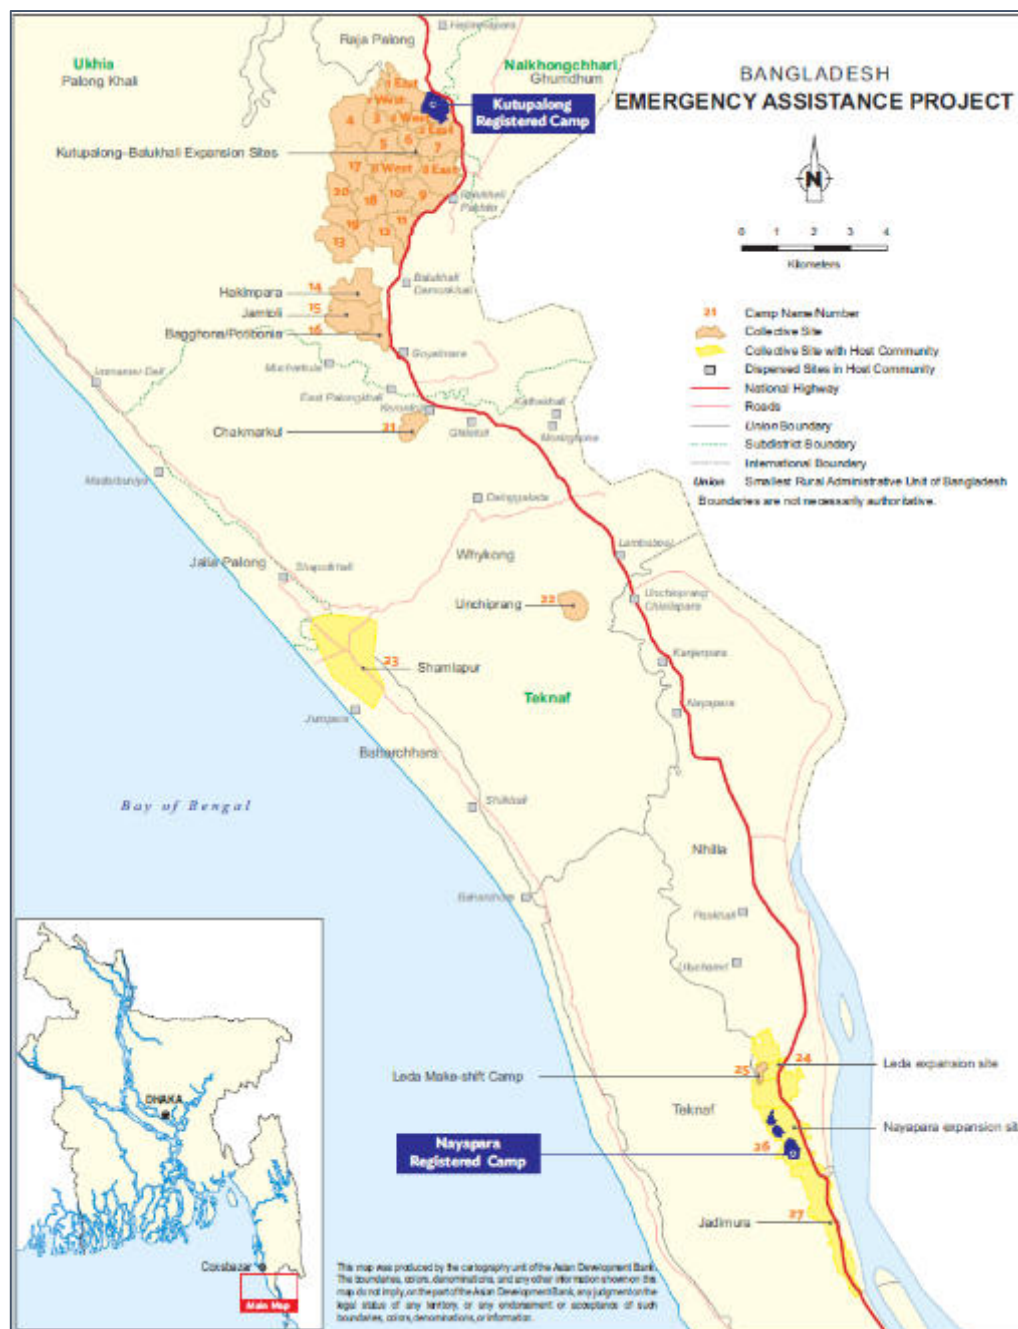 BANGLADESH
EMERGENCY ASSISTANCE PROJECT
N
0 1 2 3 4
Kilometers
21 Camp Name/Number
Collective Site
Collective Site with Host Community
Dispersed Sites in Host Community
National Highway
Roads
Union Boundary
Subdistrict Boundary
International Boundary
Union Smallest Rural Administrative Unit of Bangladesh
Boundaries are not necessarily authoritative.
Raja Palong
Ukhia
Palong Khali
Naikhongchhari
Ghumdhum
Kutupalong
Registered Camp
Kutupalong–Balukhali Expansion Sites
1 East
1 West
4
3
2 West
2 East
5
6
7
17
8 West
8 East
20
18
10
9
19
11
12
13
Balukhali
Hakimpara
14
Jamtoli
15
Bagghona/Potibonia
16
East Palongkhali
Chakmarkul
21
Whykong
Jalia Palong
Lambabeel
Unchiprang
22
Unchiprang
Kanjerpara
Nayapara
23
Shamlapur
Teknaf
Baharchhara
Bay of Bengal
Nhilla
24
Leda expansion site
25
Leda Make-shift Camp
Teknaf
Nayapara expansion sit
Nayapara
Registered Camp
26
27
Jadimura
DHAKA
Coxsbazar
Main Map
This map was produced by the cartography unit of the Asian Development Bank.
The boundaries, colors, denominations, and any other information shown on this
map do not imply, on the part of the Asian Development Bank, any judgment on the
legal status of any territory, or any endorsement or acceptance of such
boundaries, colors, denominations, or information.